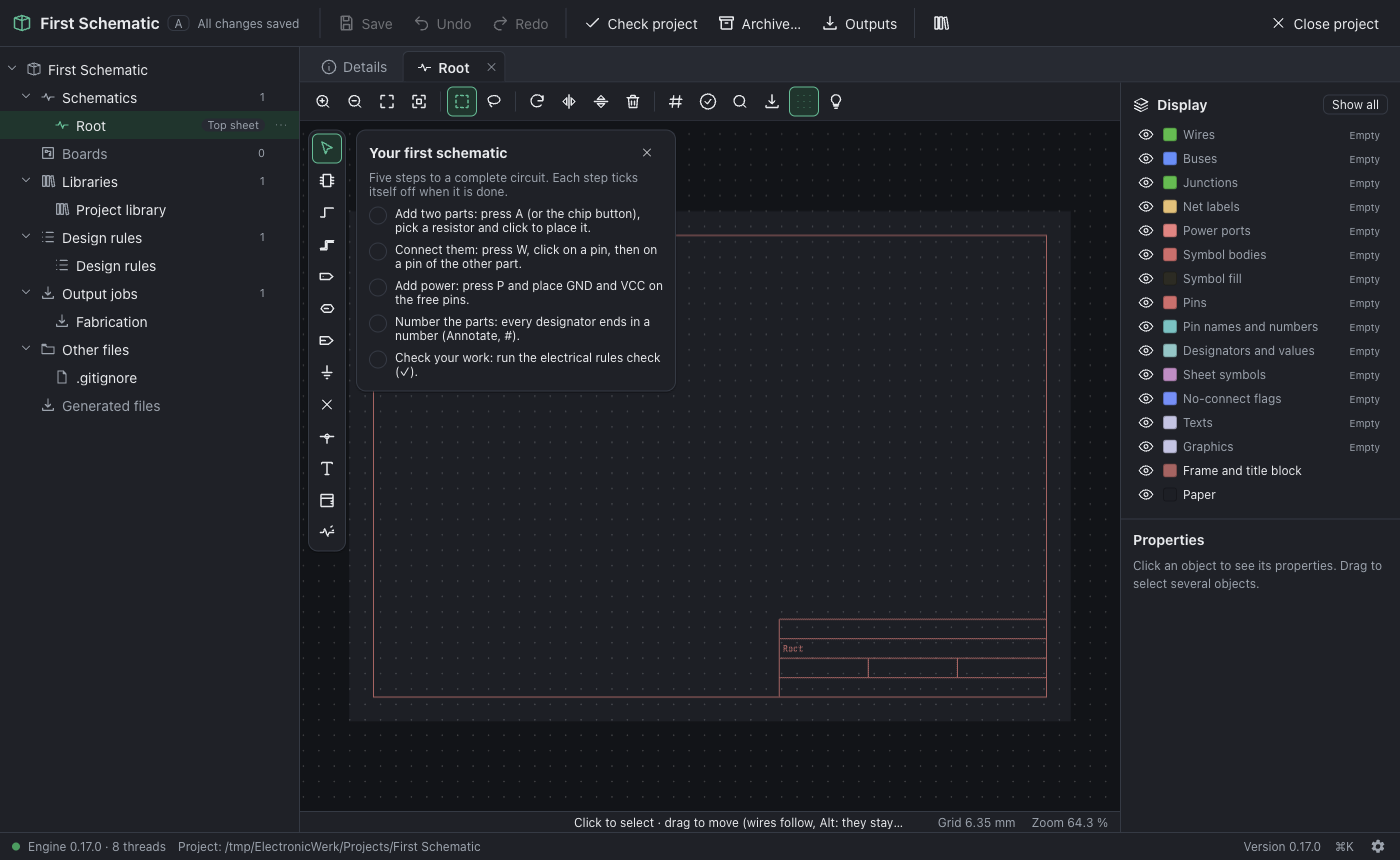 First Schematic A All changes saved Save Undo Redo Check project Archive... Outputs Close project
First Schematic
Schematics 1
Root Top sheet ...
Boards 0
Libraries 1
Project library
Design rules 1
Design rules
Output jobs 1
Fabrication
Other files
.gitignore
Generated files
Details Root
Your first schematic
Five steps to a complete circuit. Each step ticks
itself off when it is done.
Add two parts: press A (or the chip button),
pick a resistor and click to place it.
Connect them: press W, click on a pin, then on
a pin of the other part.
Add power: press P and place GND and VCC on
the free pins.
Number the parts: every designator ends in a
number (Annotate, #).
Check your work: run the electrical rules check
(✓).
Root
Click to select · drag to move (wires follow, Alt: they stay... Grid 6.35 mm Zoom 64.3 %
Display Show all
Wires Empty
Buses Empty
Junctions Empty
Net labels Empty
Power ports Empty
Symbol bodies Empty
Symbol fill Empty
Pins Empty
Pin names and numbers Empty
Designators and values Empty
Sheet symbols Empty
No-connect flags Empty
Texts Empty
Graphics Empty
Frame and title block
Paper
Properties
Click an object to see its properties. Drag to
select several objects.
Engine 0.17.0 · 8 threads Project: /tmp/ElectronicWerk/Projects/First Schematic Version 0.17.0 ⌘K